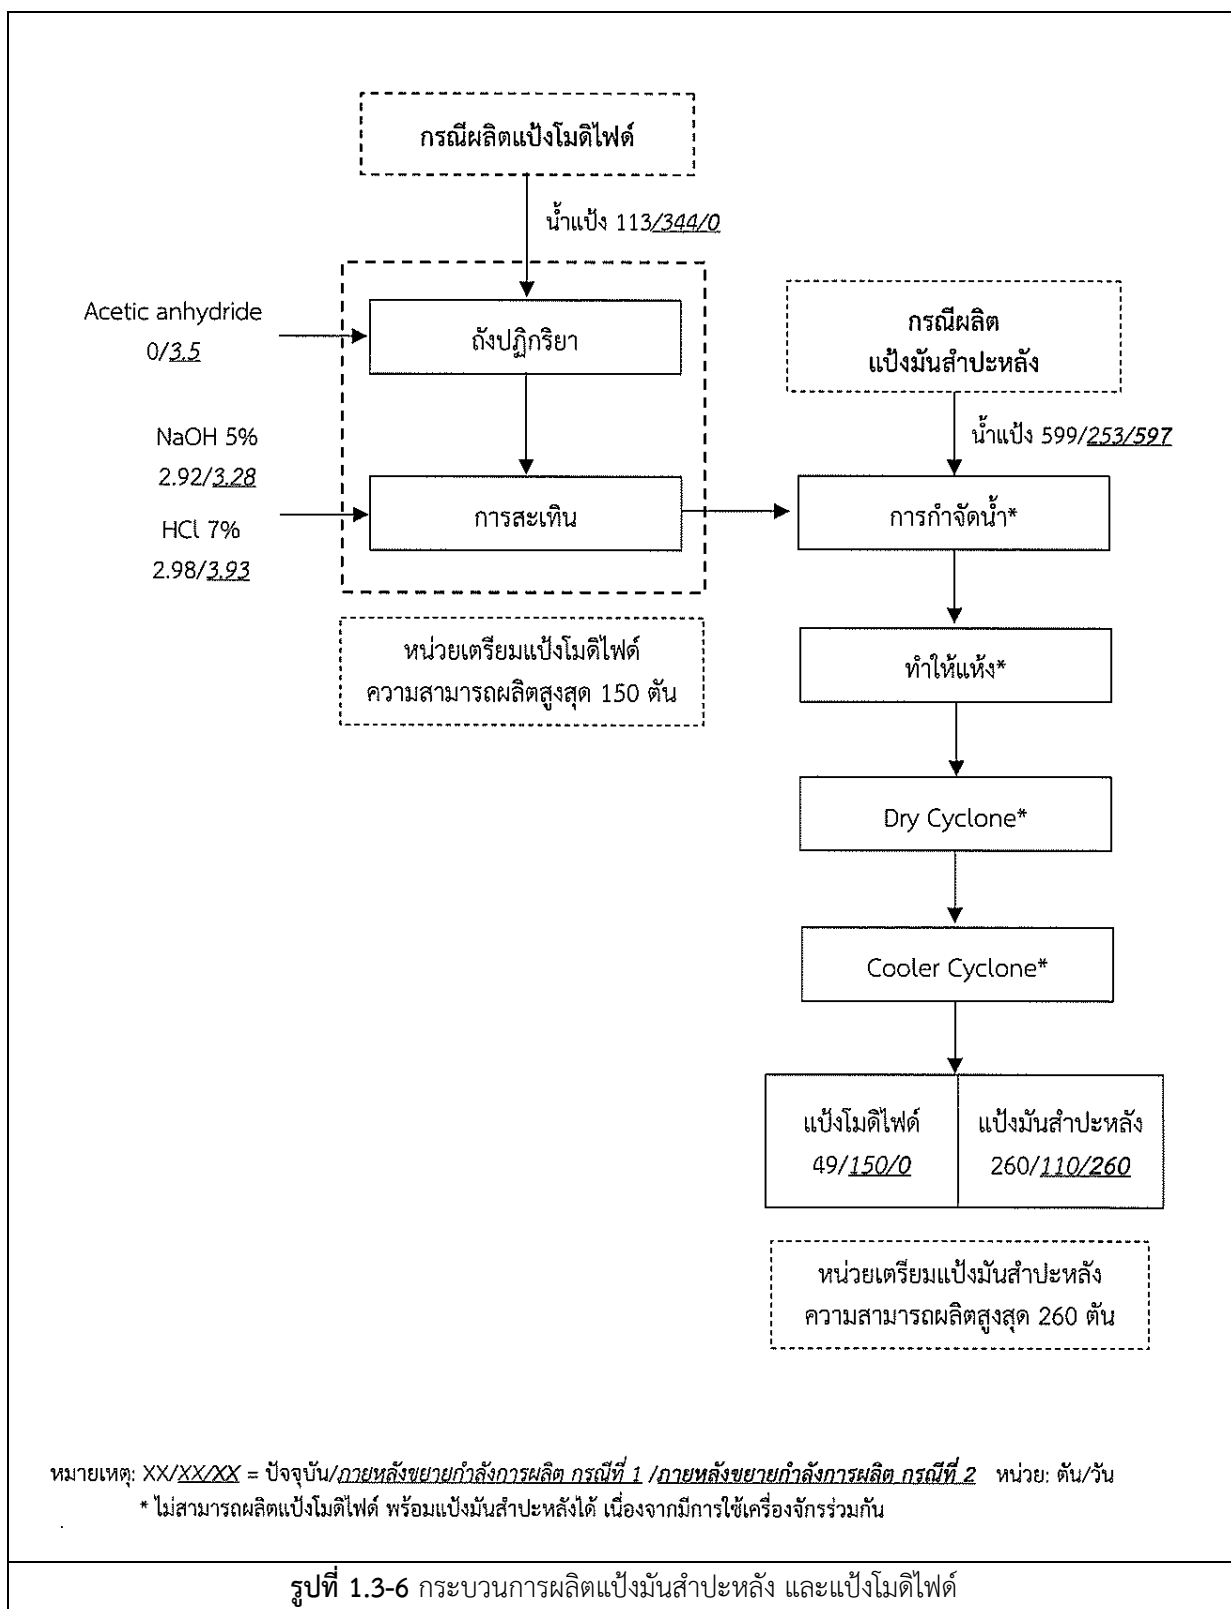 กรณีผลิตแป้งโมดิไฟด์
น้ำแป้ง 113/344/0
Acetic anhydride
0/3.5
ถังปฏิกริยา
กรณีผลิต
แป้งมันสำปะหลัง
น้ำแป้ง 599/253/597
NaOH 5%
2.92/3.28
HCl 7%
2.98/3.93
การสะเทิน
การกำจัดน้ำ*
หน่วยเตรียมแป้งโมดิไฟด์
ความสามารถผลิตสูงสุด 150 ตัน
ทำให้แห้ง*
Dry Cyclone*
Cooler Cyclone*
แป้งโมดิไฟด์
49/150/0
แป้งมันสำปะหลัง
260/110/260
หน่วยเตรียมแป้งมันสำปะหลัง
ความสามารถผลิตสูงสุด 260 ตัน
หมายเหตุ: XX/XX/XX = ปัจจุบัน/ภายหลังขยายกำลังการผลิต กรณีที่ 1 /ภายหลังขยายกำลังการผลิต กรณีที่ 2 หน่วย: ตัน/วัน
* ไม่สามารถผลิตแป้งโมดิไฟด์ พร้อมแป้งมันสำปะหลังได้ เนื่องจากมีการใช้เครื่องจักรร่วมกัน
รูปที่ 1.3-6 กระบวนการผลิตแป้งมันสำปะหลัง และแป้งโมดิไฟด์